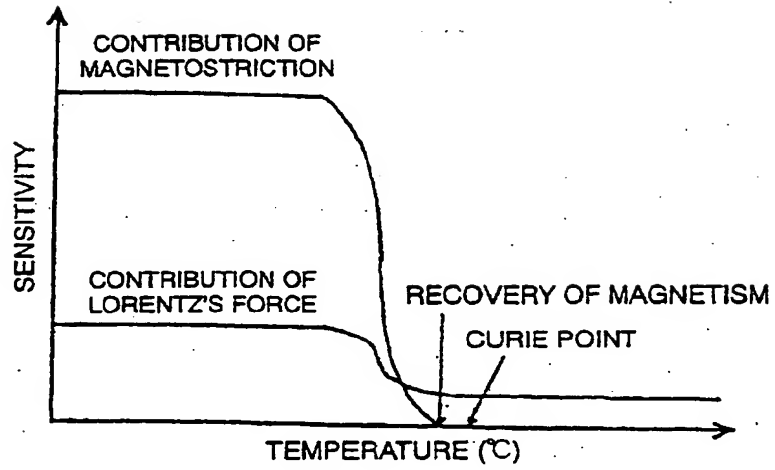 CONTRIBUTION OF
MAGNETOSTRICTION
SENSITIVITY
CONTRIBUTION OF
LORENTZ'S FORCE
RECOVERY OF MAGNETISM
CURIE POINT
TEMPERATURE (℃)